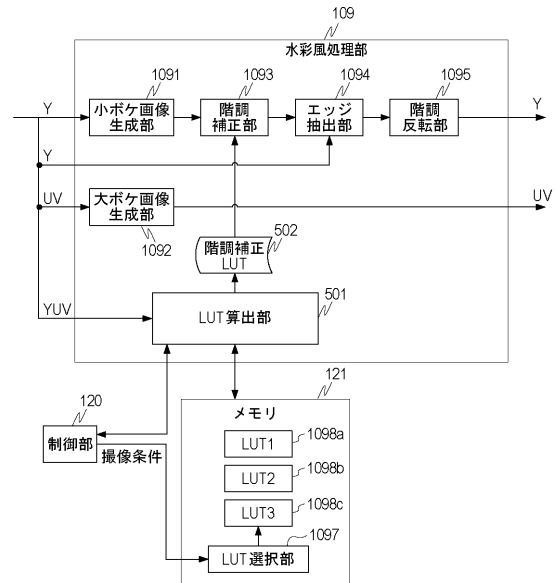 109
水彩風処理部
1091
1093
1094
1095
Y
小ボケ画像
生成部
階調
補正部
エッジ
抽出部
階調
反転部
Y
Y
UV
大ボケ画像
生成部
UV
1092
502
階調補正
LUT
501
YUV
LUT算出部
120
制御部
撮像条件
121
メモリ
LUT1
1098a
LUT2
1098b
LUT3
1098c
1097
LUT選択部